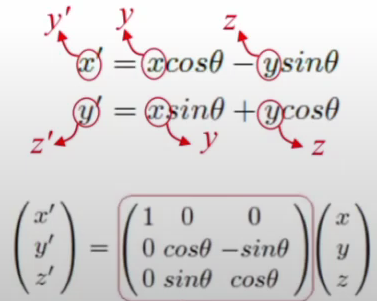 y' y z
x' = xcosθ − ysinθ
y' = xsinθ + ycosθ
z' y z
(x') (1 0 0) (x)
(y') = (0 cosθ −sinθ) (y)
(z') (0 sinθ cosθ) (z)